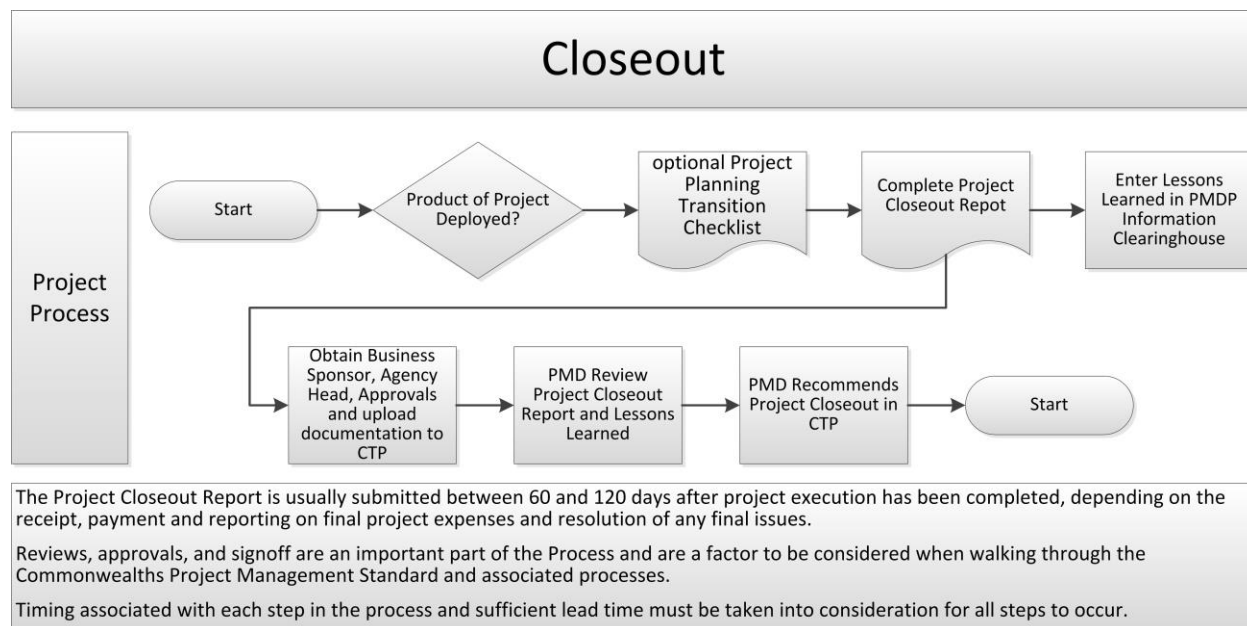 Closeout
Project
Process
Start
Product of Project
Deployed?
optional Project
Planning
Transition
Checklist
Complete Project
Closeout Repot
Enter Lessons
Learned in PMDP
Information
Clearinghouse
Obtain Business
Sponsor, Agency
Head, Approvals
and upload
documentation to
CTP
PMD Review
Project Closeout
Report and Lessons
Learned
PMD Recommends
Project Closeout in
CTP
Start
The Project Closeout Report is usually submitted between 60 and 120 days after project execution has been completed, depending on the
receipt, payment and reporting on final project expenses and resolution of any final issues.
Reviews, approvals, and signoff are an important part of the Process and are a factor to be considered when walking through the
Commonwealths Project Management Standard and associated processes.
Timing associated with each step in the process and sufficient lead time must be taken into consideration for all steps to occur.